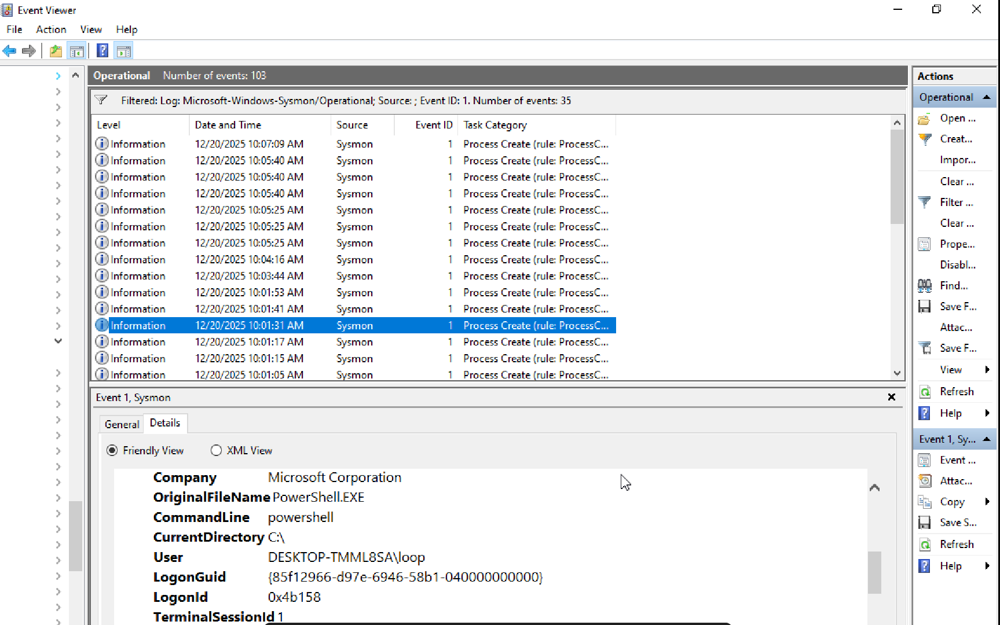 Event Viewer
File Action View Help
Operational Number of events: 103
Filtered: Log: Microsoft-Windows-Sysmon/Operational; Source: ; Event ID: 1. Number of events: 35
Level Date and Time Source Event ID Task Category
Information 12/20/2025 10:07:09 AM Sysmon 1 Process Create (rule: ProcessC...
Information 12/20/2025 10:05:40 AM Sysmon 1 Process Create (rule: ProcessC...
Information 12/20/2025 10:05:40 AM Sysmon 1 Process Create (rule: ProcessC...
Information 12/20/2025 10:05:40 AM Sysmon 1 Process Create (rule: ProcessC...
Information 12/20/2025 10:05:25 AM Sysmon 1 Process Create (rule: ProcessC...
Information 12/20/2025 10:05:25 AM Sysmon 1 Process Create (rule: ProcessC...
Information 12/20/2025 10:05:25 AM Sysmon 1 Process Create (rule: ProcessC...
Information 12/20/2025 10:04:16 AM Sysmon 1 Process Create (rule: ProcessC...
Information 12/20/2025 10:03:44 AM Sysmon 1 Process Create (rule: ProcessC...
Information 12/20/2025 10:01:53 AM Sysmon 1 Process Create (rule: ProcessC...
Information 12/20/2025 10:01:41 AM Sysmon 1 Process Create (rule: ProcessC...
Information 12/20/2025 10:01:31 AM Sysmon 1 Process Create (rule: ProcessC...
Information 12/20/2025 10:01:17 AM Sysmon 1 Process Create (rule: ProcessC...
Information 12/20/2025 10:01:15 AM Sysmon 1 Process Create (rule: ProcessC...
Information 12/20/2025 10:01:05 AM Sysmon 1 Process Create (rule: ProcessC...
Event 1, Sysmon
General Details
Friendly View XML View
Company Microsoft Corporation
OriginalFileName PowerShell.EXE
CommandLine powershell
CurrentDirectory C:\
User DESKTOP-TMML8SA\loop
LogonGuid {85f12966-d97e-6946-58b1-040000000000}
LogonId 0x4b158
TerminalSessionId 1
Actions
Operational
Open ...
Creat...
Impor...
Clear ...
Filter ...
Clear ...
Prope...
Disabl...
Find...
Save F...
Attac...
Save F...
View
Refresh
Help
Event 1, Sy...
Event ...
Attac...
Copy
Save S...
Refresh
Help